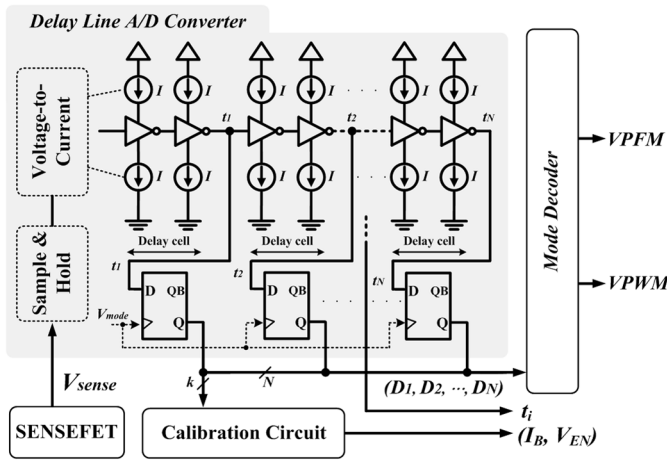 Delay Line A/D Converter
Voltage-to-Current
Sample & Hold
I I I I I I
t1 t2 tN
I I I I I I
Delay cell Delay cell Delay cell
t1 t2 tN
D QB Q
D QB Q
D QB Q
Vmode
Vsense
k N
(D1, D2, ···, DN)
SENSEFET
Calibration Circuit
ti
(IB, VEN)
Mode Decoder
VPFM
VPWM